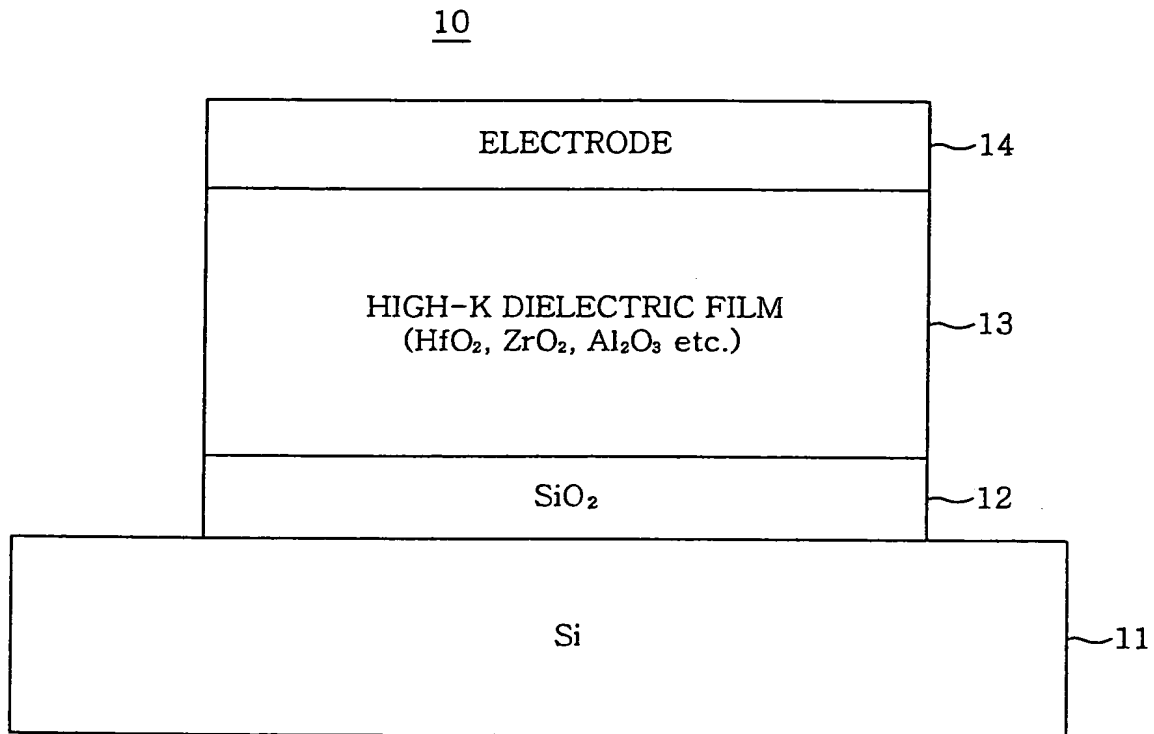 10
ELECTRODE
14
HIGH-K DIELECTRIC FILM
(HfO₂, ZrO₂, Al₂O₃ etc.)
13
SiO₂
12
Si
11